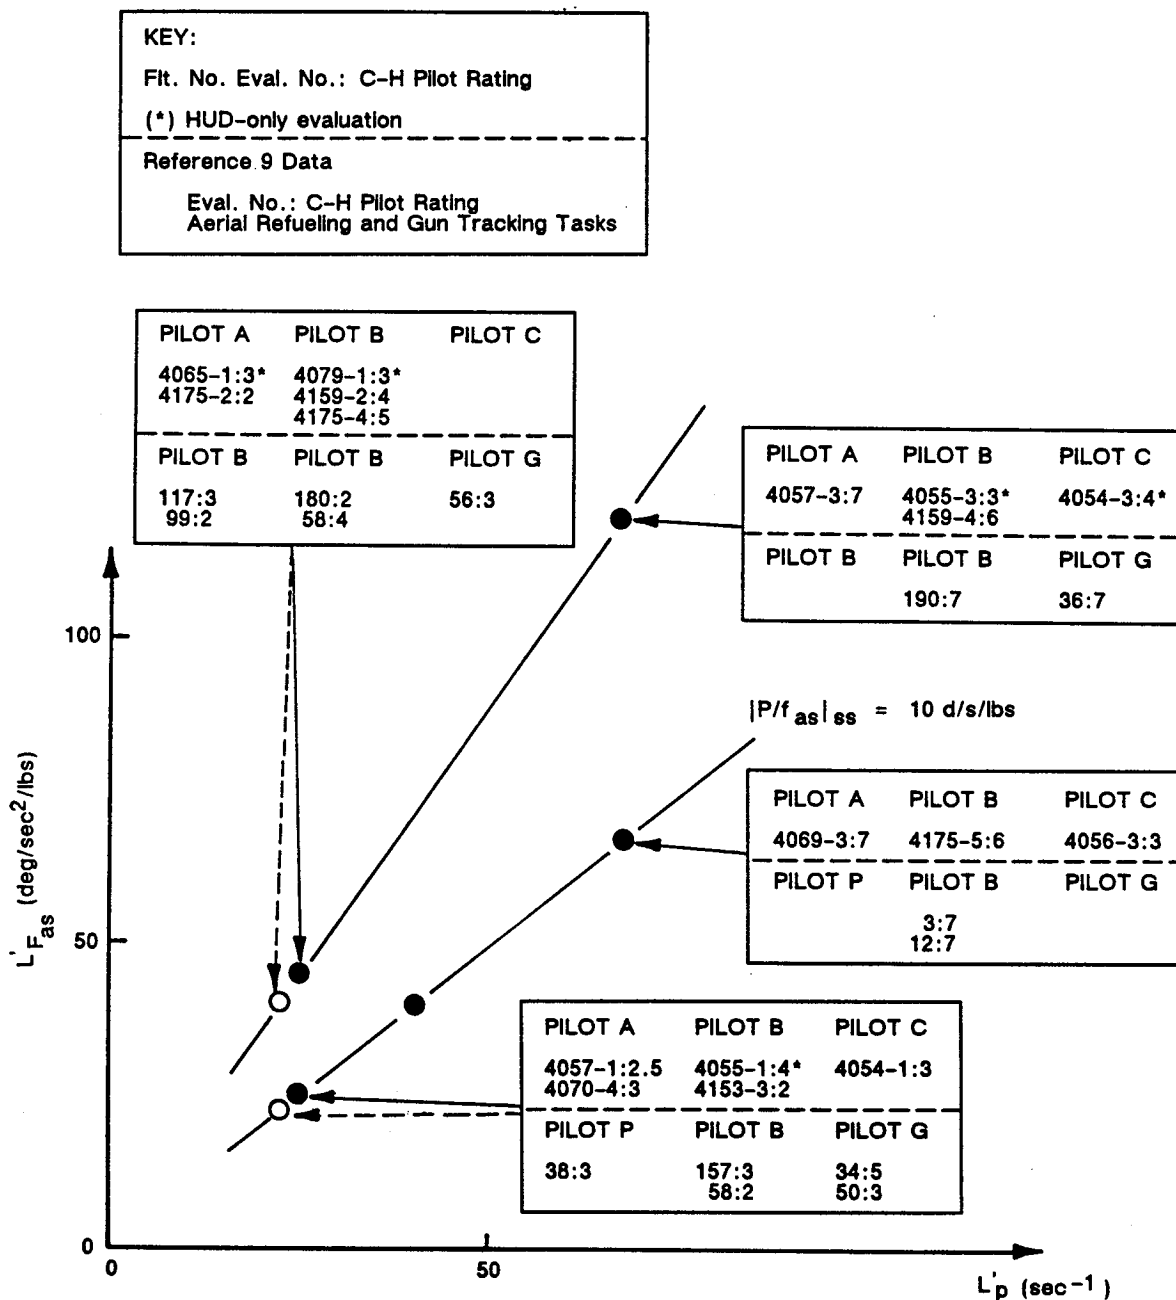 KEY:
Flt. No. Eval. No.: C-H Pilot Rating
(*) HUD-only evaluation
Reference 9 Data
Eval. No.: C-H Pilot Rating
Aerial Refueling and Gun Tracking Tasks
PILOT A PILOT B PILOT C
4065-1:3* 4079-1:3*
4175-2:2 4159-2:4
4175-4:5
PILOT B PILOT B PILOT G
117:3 180:2 56:3
99:2 58:4
PILOT A PILOT B PILOT C
4057-3:7 4055-3:3* 4054-3:4*
4159-4:6
PILOT B PILOT B PILOT G
190:7 36:7
|P/f as| ss = 10 d/s/lbs
PILOT A PILOT B PILOT C
4069-3:7 4175-5:6 4056-3:3
PILOT P PILOT B PILOT G
3:7
12:7
PILOT A PILOT B PILOT C
4057-1:2.5 4055-1:4* 4054-1:3
4070-4:3 4153-3:2
PILOT P PILOT B PILOT G
38:3 157:3 34:5
58:2 50:3
L'Fas (deg/sec²/lbs)
100
50
0
0 50
L'p (sec⁻¹)